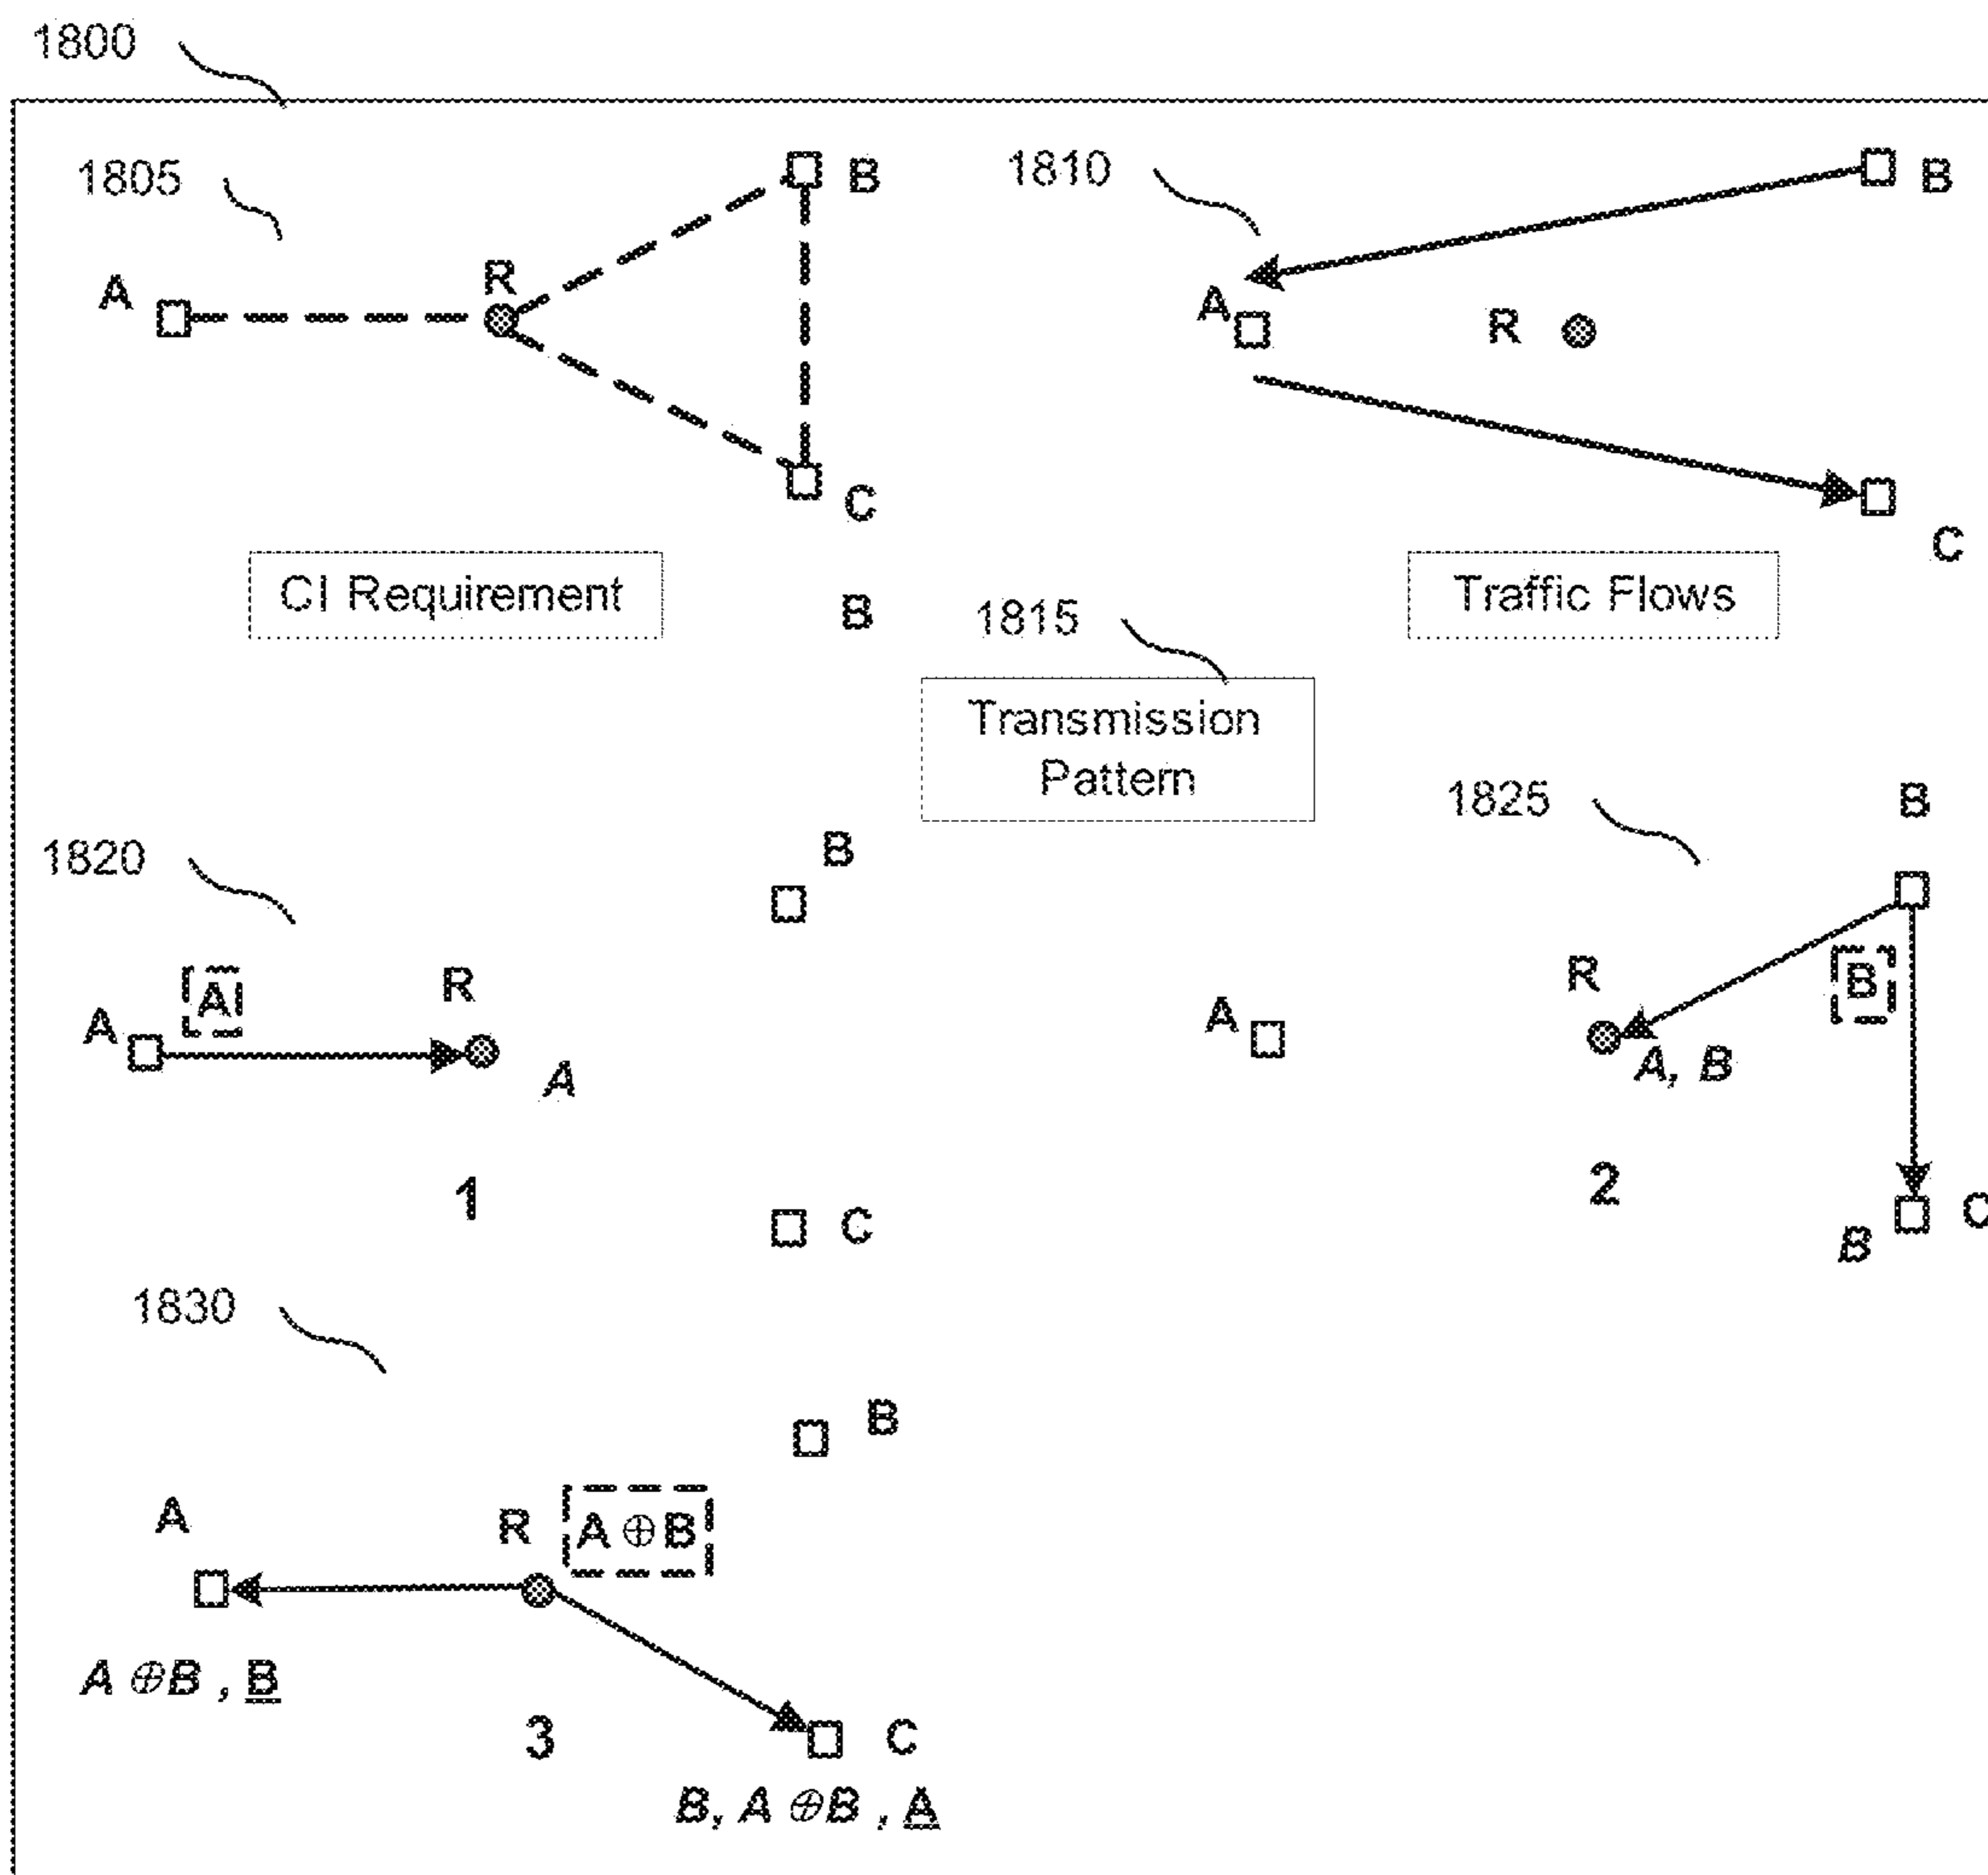 1800
1805
B
R
A
C
CI Requirement
B
1810
B
A
R
C
Traffic Flows
1815
Transmission
Pattern
1820
B
A
R
A
A
1
C
1825
B
R
B
A
A, B
2
C
B
1830
B
A
R
A ⊕ B
A ⊕B , B
3
C
B, A ⊕B , A